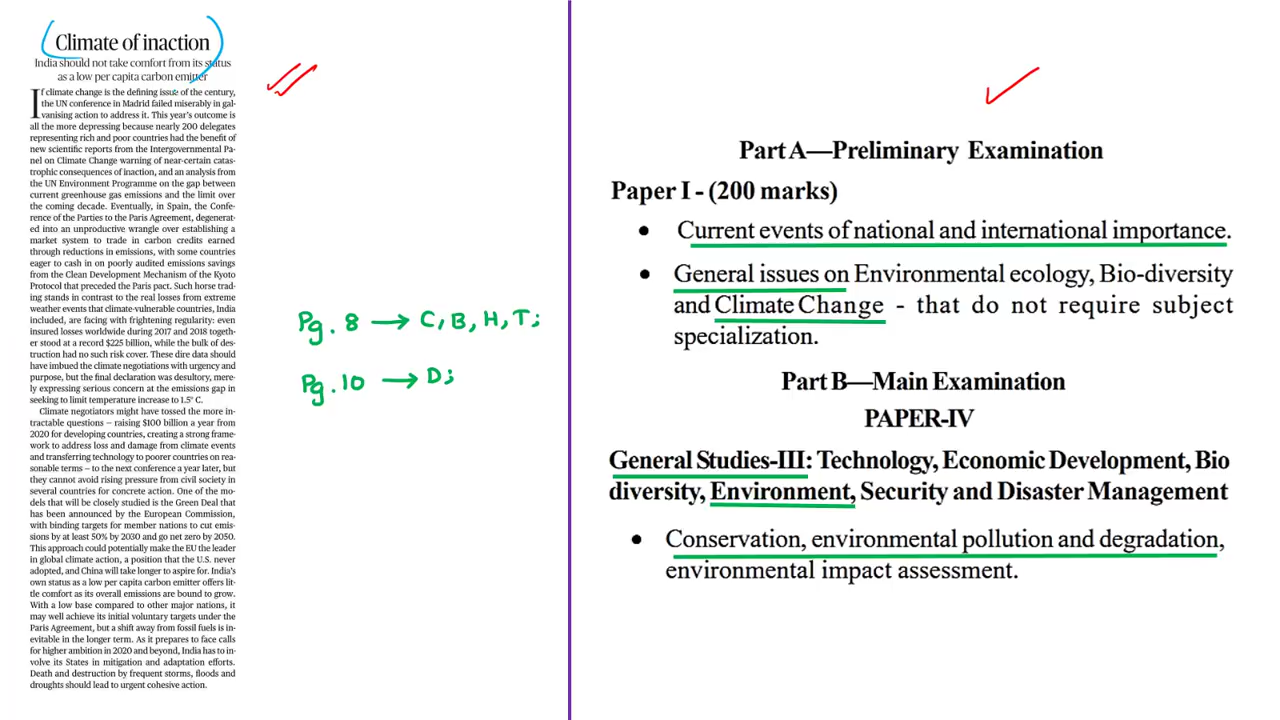 Climate of inaction
India should not take comfort from its status
as a low per capita carbon emitter
If climate change is the defining issue of the century,
the UN conference in Madrid failed miserably in gal-
vanising action to address it. This year's outcome is
all the more depressing because nearly 200 delegates
representing rich and poor countries had the benefit of
new scientific reports from the Intergovernmental Pa-
nel on Climate Change warning of near-certain catas-
trophic consequences of inaction, and an analysis from
the UN Environment Programme on the gap between
current greenhouse gas emissions and the limit over
the coming decade. Eventually, in Spain, the Confe-
rence of the Parties to the Paris Agreement, degenerat-
ed into an unproductive wrangle over establishing a
market system to trade in carbon credits earned
through reductions in emissions, with some countries
eager to cash in on poorly audited emissions savings
from the Clean Development Mechanism of the Kyoto
Protocol that preceded the Paris pact. Such horse trad-
ing stands in contrast to the real losses from extreme
weather events that climate-vulnerable countries, India
included, are facing with frightening regularity; even
insured losses worldwide during 2017 and 2018 togeth-
er stood at a record $225 billion, while the bulk of des-
truction had no such risk cover. These dire data should
have imbued the climate negotiations with urgency and
purpose, but the final declaration was desultory, mere-
ly expressing serious concern at the emissions gap in
seeking to limit temperature increase to 1.5° C.
Climate negotiators might have tossed the more in-
tractable questions – raising $100 billion a year from
2020 for developing countries, creating a strong frame-
work to address loss and damage from climate events
and transferring technology to poorer countries on rea-
sonable terms – to the next conference a year later, but
they cannot avoid rising pressure from civil society in
several countries for concrete action. One of the mo-
dels that will be closely studied is the Green Deal that
has been announced by the European Commission,
with binding targets for member nations to cut emis-
sions by at least 50% by 2030 and go net zero by 2050.
This approach could potentially make the EU the leader
in global climate action, a position that the U.S. never
adopted, and China will take longer to aspire for. India's
own status as a low per capita carbon emitter offers lit-
tle comfort as its overall emissions are bound to grow.
With a low base compared to other major nations, it
may well achieve its initial voluntary targets under the
Paris Agreement, but a shift away from fossil fuels is in-
evitable in the longer term. As it prepares to face calls
for higher ambition in 2020 and beyond, India has to in-
volve its States in mitigation and adaptation efforts.
Death and destruction by frequent storms, floods and
droughts should lead to urgent cohesive action.
Pg. 8 → C, B, H, T;
Pg. 10 → D;
Part A—Preliminary Examination
Paper I - (200 marks)
• Current events of national and international importance.
• General issues on Environmental ecology, Bio-diversity
and Climate Change - that do not require subject
specialization.
Part B—Main Examination
PAPER-IV
General Studies-III: Technology, Economic Development, Bio
diversity, Environment, Security and Disaster Management
• Conservation, environmental pollution and degradation,
environmental impact assessment.